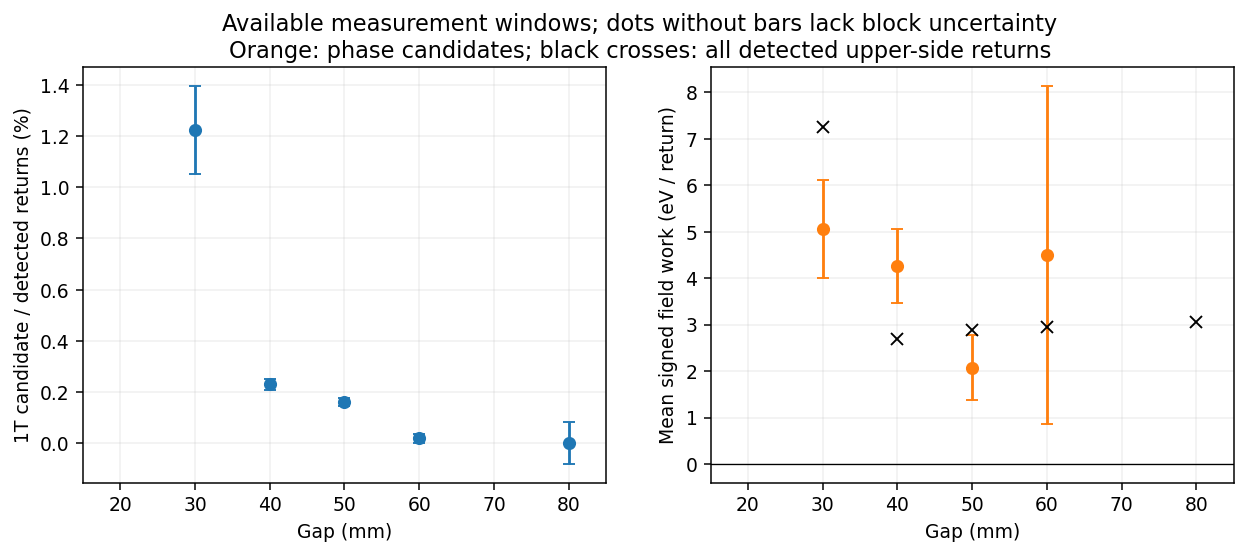 Available measurement windows; dots without bars lack block uncertainty
Orange: phase candidates; black crosses: all detected upper-side returns
1T candidate / detected returns (%)
1.4
1.2
1.0
0.8
0.6
0.4
0.2
0.0
20 30 40 50 60 70 80
Gap (mm)
Mean signed field work (eV / return)
8
7
6
5
4
3
2
1
0
20 30 40 50 60 70 80
Gap (mm)